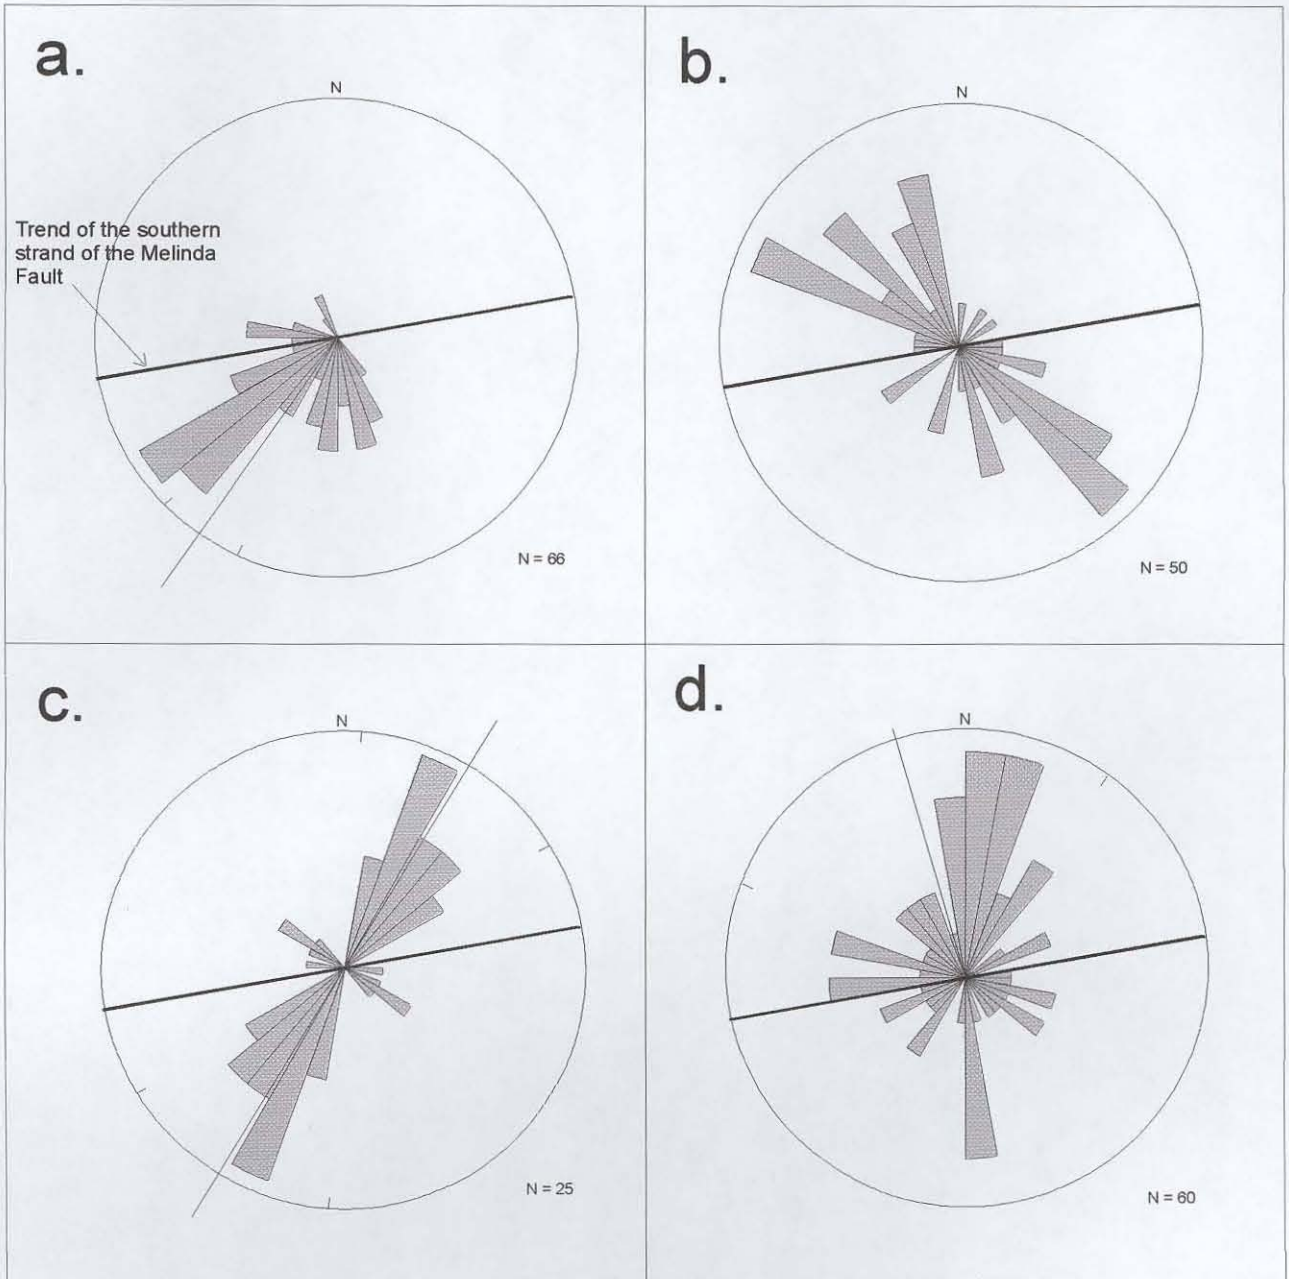 a.
N
Trend of the southern
strand of the Melinda
Fault
N = 66
b.
N
N = 50
c.
N
N = 25
d.
N
N = 60